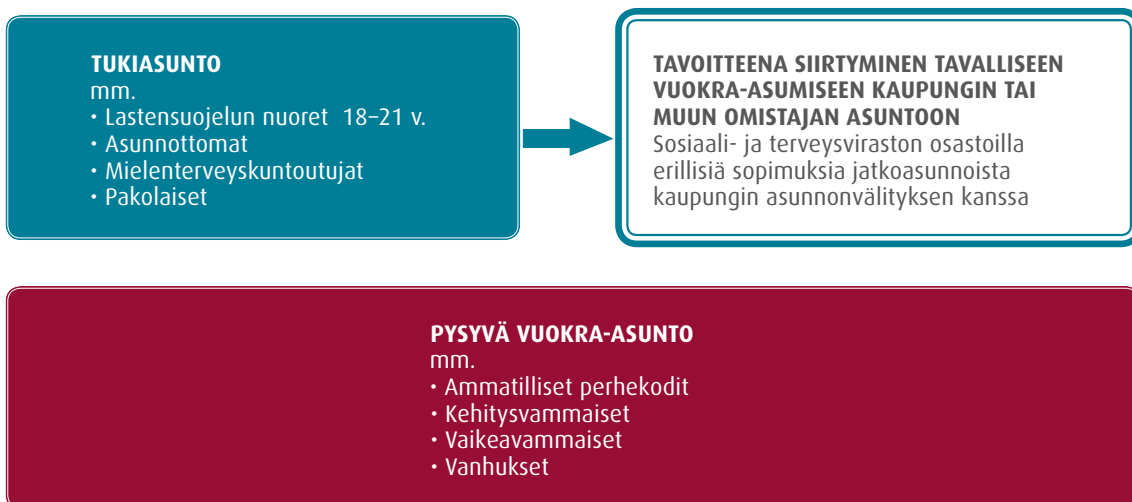 TUKIASUNTO
mm.
• Lastensuojelun nuoret 18–21 v.
• Asunnottomat
• Mielenterveyskuntoutujat
• Pakolaiset
TAVOITTEENA SIIRTYMINEN TAVALLISEEN
VUOKRA-ASUMISEEN KAUPUNGIN TAI
MUUN OMISTAJAN ASUNTOON
Sosiaali- ja terveysviraston osastoilla
erillisiä sopimuksia jatkoasunnoista
kaupungin asunnonvälityksen kanssa
PYSYVÄ VUOKRA-ASUNTO
mm.
• Ammatilliset perhekodit
• Kehitysvammaiset
• Vaikeavammaiset
• Vanhukset